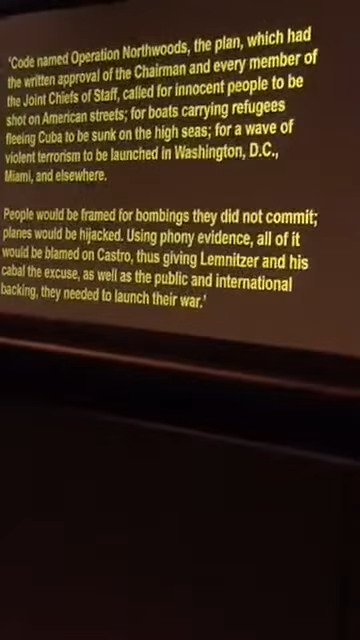 'Code named Operation Northwoods, the plan, which had
the written approval of the Chairman and every member of
the Joint Chiefs of Staff, called for innocent people to be
shot on American streets; for boats carrying refugees
fleeing Cuba to be sunk on the high seas; for a wave of
violent terrorism to be launched in Washington, D.C.,
Miami, and elsewhere.
People would be framed for bombings they did not commit;
planes would be hijacked. Using phony evidence, all of it
would be blamed on Castro, thus giving Lemnitzer and his
cabal the excuse, as well as the public and international
backing, they needed to launch their war.'